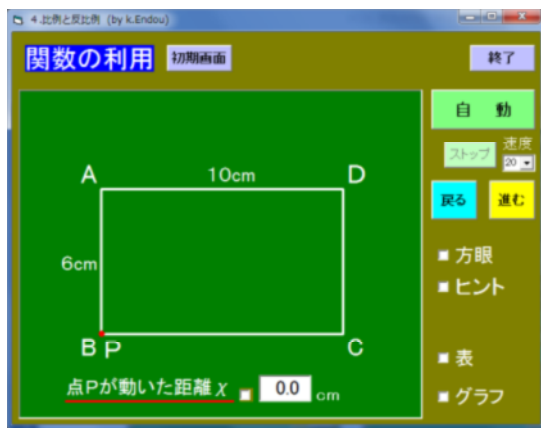 4.比例と反比例 (by k.Endou)
関数の利用 初期画面 終了
自 動
ストップ 速度 20
戻る 進む
A 10cm D
6cm
B P C
方眼
ヒント
表
グラフ
点Pが動いた距離 x 0.0 cm